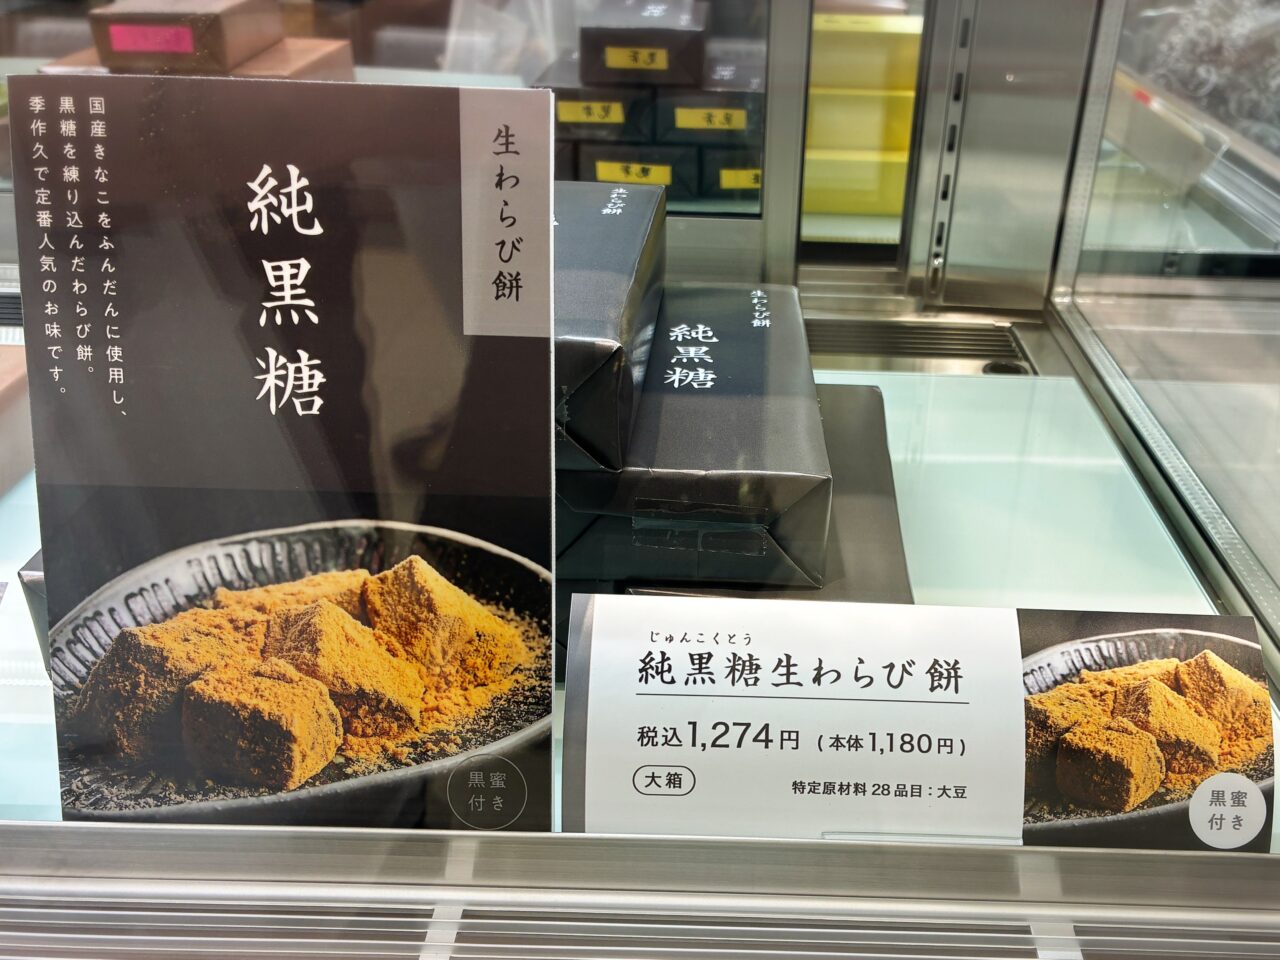 生わらび餅
純黒糖
国産きなこをふんだんに使用し、
黒糖を練り込んだわらび餅。
季作久で定番人気のお味です。
黒蜜
付き
生わらび餅
生わらび餅
純黒糖
じゅんこくとう
純黒糖生わらび餅
税込1,274円 (本体1,180円)
大箱
特定原材料28品目：大豆
黒蜜
付き